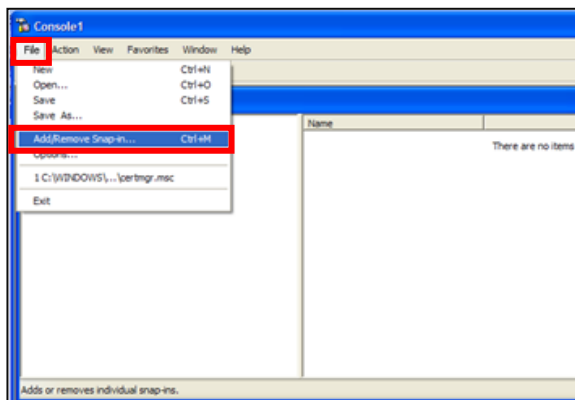 Console1
File Action View Favorites Window Help
New Ctrl+N
Open... Ctrl+O
Save Ctrl+S
Save As...
Add/Remove Snap-in... Ctrl+M
Options...
1 C:\WINDOWS\...\certmgr.msc
Exit
Name
There are no items
Adds or removes individual snap-ins.